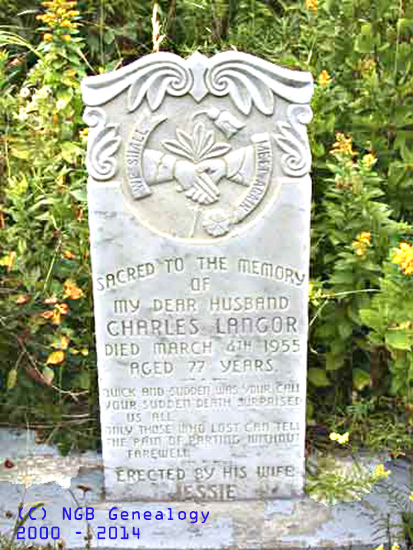 WE SHALL
MEET AGAIN
SACRED TO THE MEMORY
OF
MY DEAR HUSBAND
CHARLES LANGOR
DIED MARCH 4TH 1955
AGED 77 YEARS.
QUICK AND SUDDEN WAS YOUR CALL
YOUR SUDDEN DEATH SURPRISED
US ALL
ONLY THOSE WHO LOST CAN TELL
THE PAIN OF PARTING WITHOUT
FAREWELL
ERECTED BY HIS WIFE
JESSIE
(C) NGB Genealogy
2000 - 2014